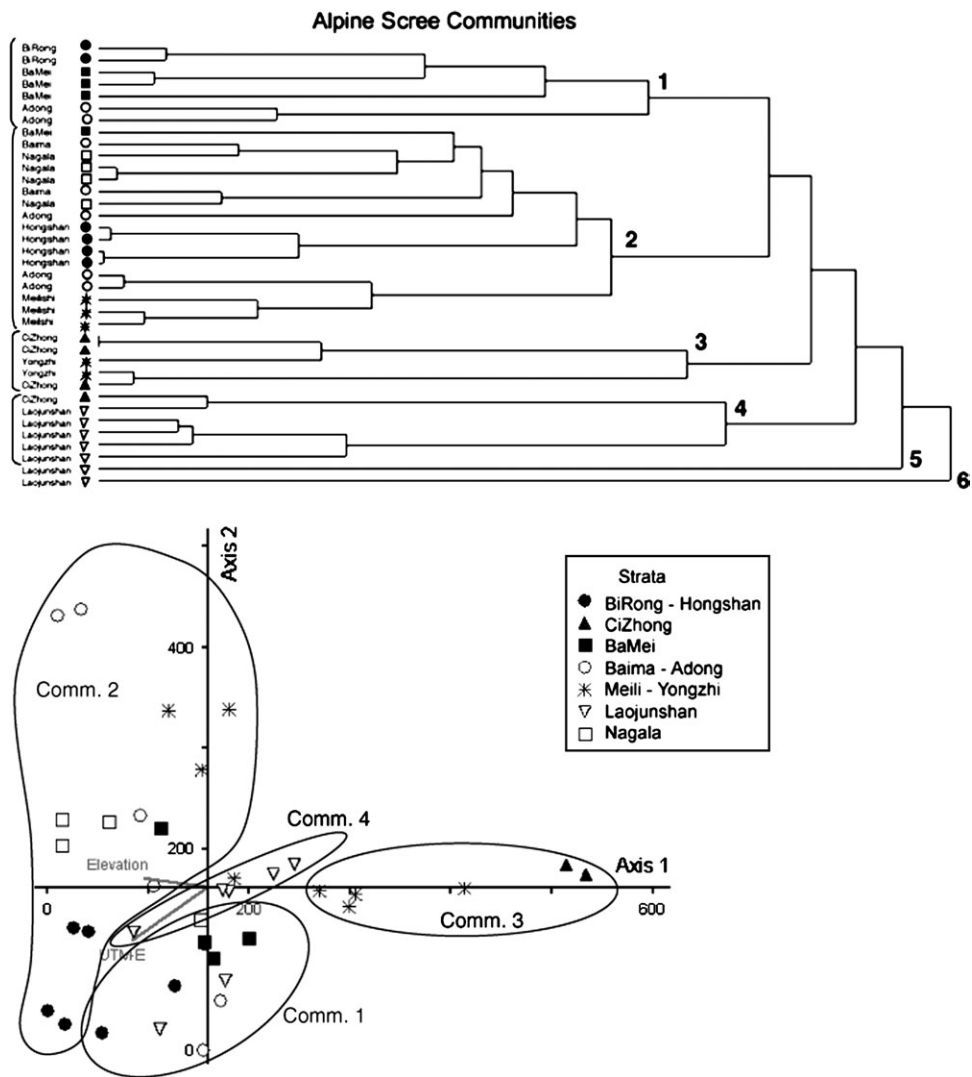 Alpine Scree Communities
BiRong
BiRong
BaMei
BaMei
BaMei
Adong
Adong
BaMei
Baima
Nagala
Nagala
Nagala
Baima
Nagala
Adong
Hongshan
Hongshan
Hongshan
Hongshan
Adong
Adong
Meilishi
Meilishi
Meilishi
CiZhong
CiZhong
Yongzhi
Yongzhi
CiZhong
CiZhong
Laojunshan
Laojunshan
Laojunshan
Laojunshan
Laojunshan
Laojunshan
Laojunshan
1
2
3
4
5
6
Axis 2
400
Comm. 2
200
Elevation
Comm. 4
Axis 1
0
200
600
Comm. 3
UTM-E
Comm. 1
0
Strata
BiRong - Hongshan
CiZhong
BaMei
Baima - Adong
Meili - Yongzhi
Laojunshan
Nagala